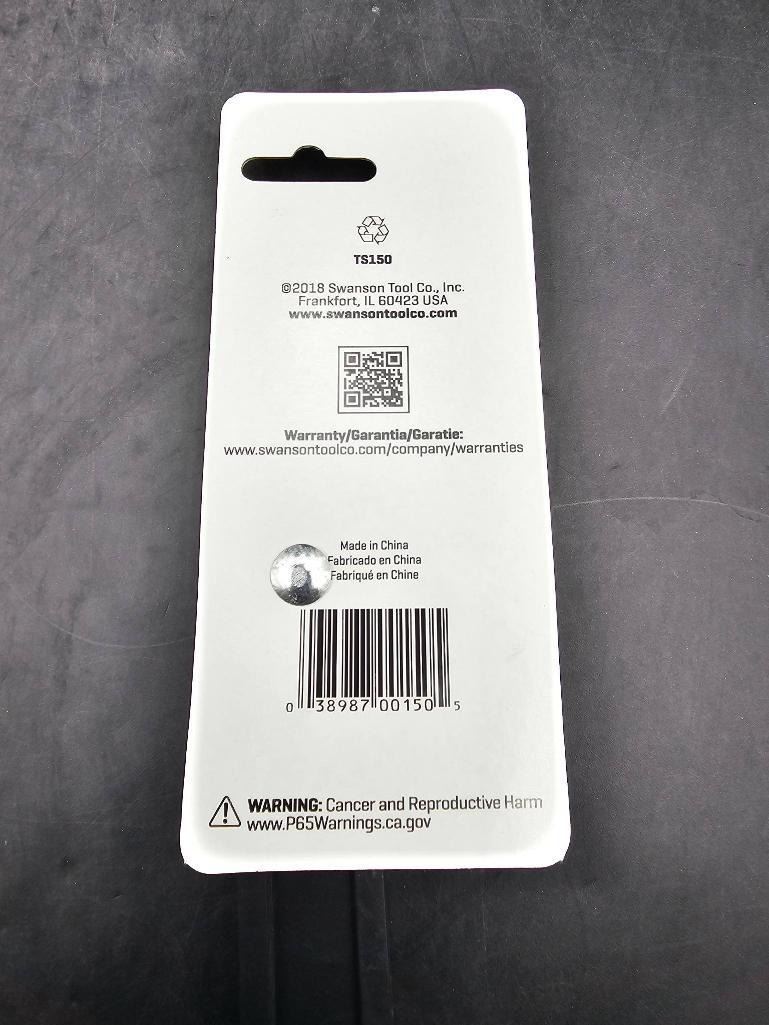 TS150
©2018 Swanson Tool Co., Inc.
Frankfort, IL 60423 USA
www.swansontoolco.com
Warranty/Garantia/Garatie:
www.swansontoolco.com/company/warranties
Made in China
Fabricado en China
Fabriqué en Chine
0 38987 00150 5
WARNING: Cancer and Reproductive Harm
www.P65Warnings.ca.gov